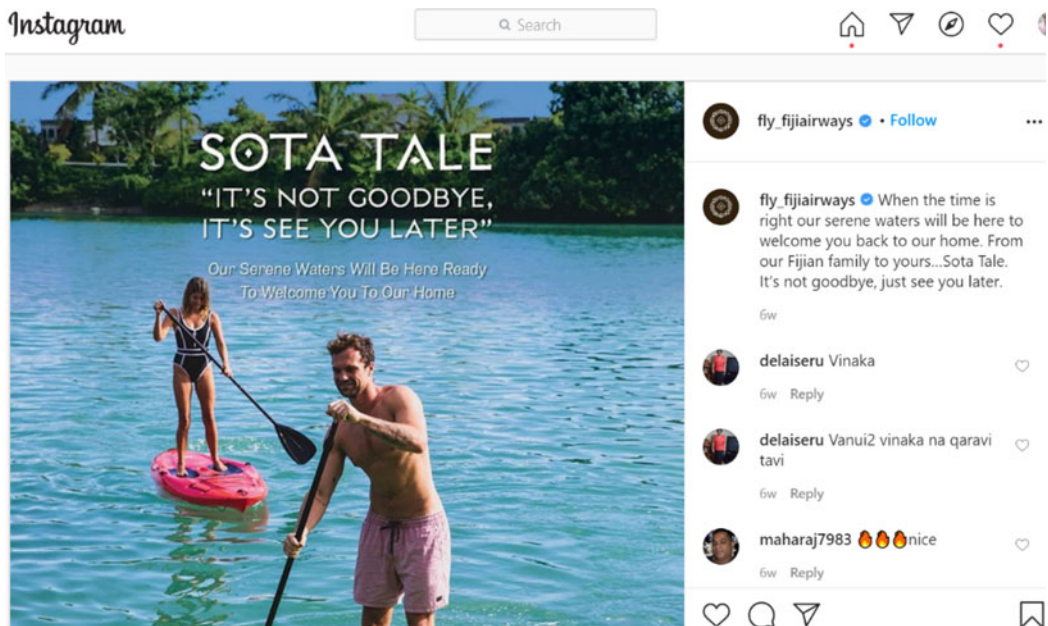 Instagram
Search
SOTA TALE
"IT'S NOT GOODBYE,
IT'S SEE YOU LATER"
Our Serene Waters Will Be Here Ready
To Welcome You To Our Home
fly_fijiairways • Follow
fly_fijiairways When the time is
right our serene waters will be here to
welcome you back to our home. From
our Fijian family to yours...Sota Tale.
It's not goodbye, just see you later.
6w
delaiseru Vinaka
6w Reply
delaiseru Vanui2 vinaka na qaravi
tavi
6w Reply
maharaj7983 🔥🔥🔥nice
6w Reply